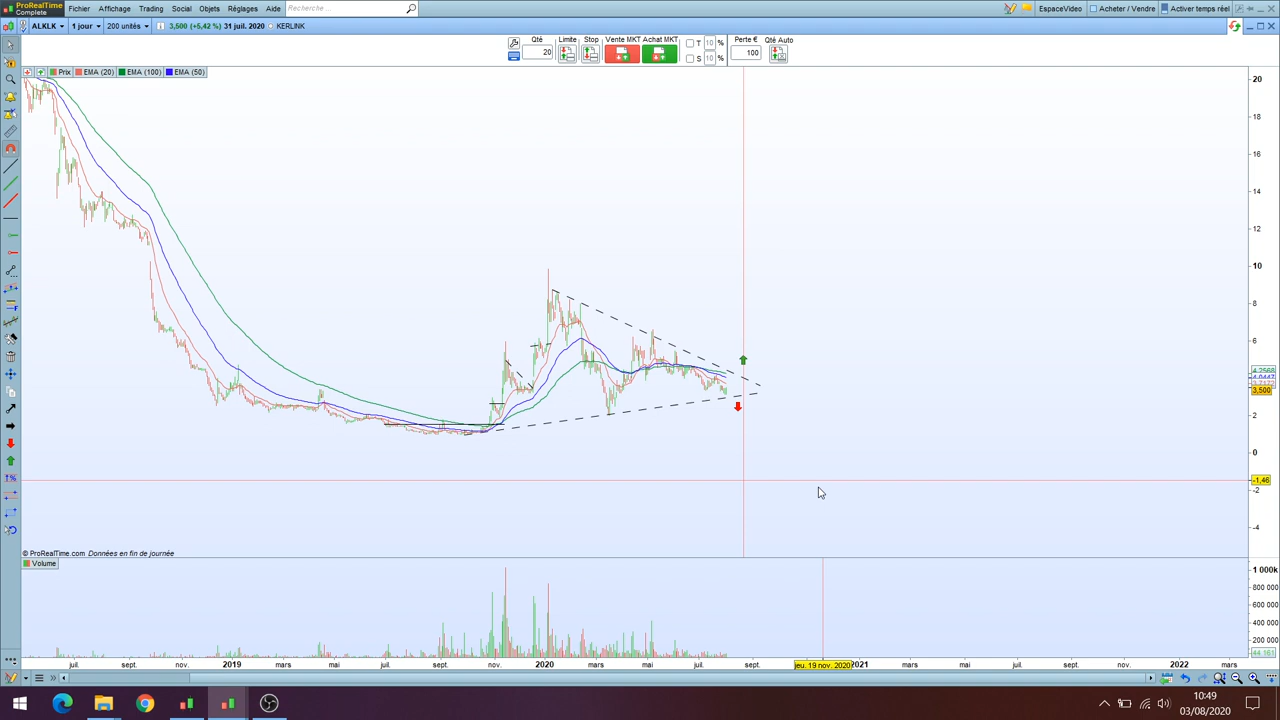 ProRealTime
Complete
Fichier Affichage Trading Social Outils Objets Réglages Aide Recherche ...
EspaceVideo Acheter / Vendre Activer temps réel
ALKLK 1 jour 200 unités 3,500 (+5,42 %) 31 juil. 2020 KERLINK
Qté Limite Stop Vente MKT Achat MKT T 10 % Perte € Qté Auto
20 S 10 % 100
Prix EMA (20) EMA (100) EMA (50)
20
18
16
14
12
10
8
6
4,2568
3,500
2
0
-1,46
-2
-4
© ProRealTime.com Données en fin de journée
Volume
1 000k
800 000
600 000
400 000
200 000
44 161
juil. sept. nov. 2019 mars mai juil. sept. nov. 2020 mars mai juil. sept. jeu. 19 nov. 2020 2021 mars mai juil. sept. nov. 2022 mars
10:49
03/08/2020